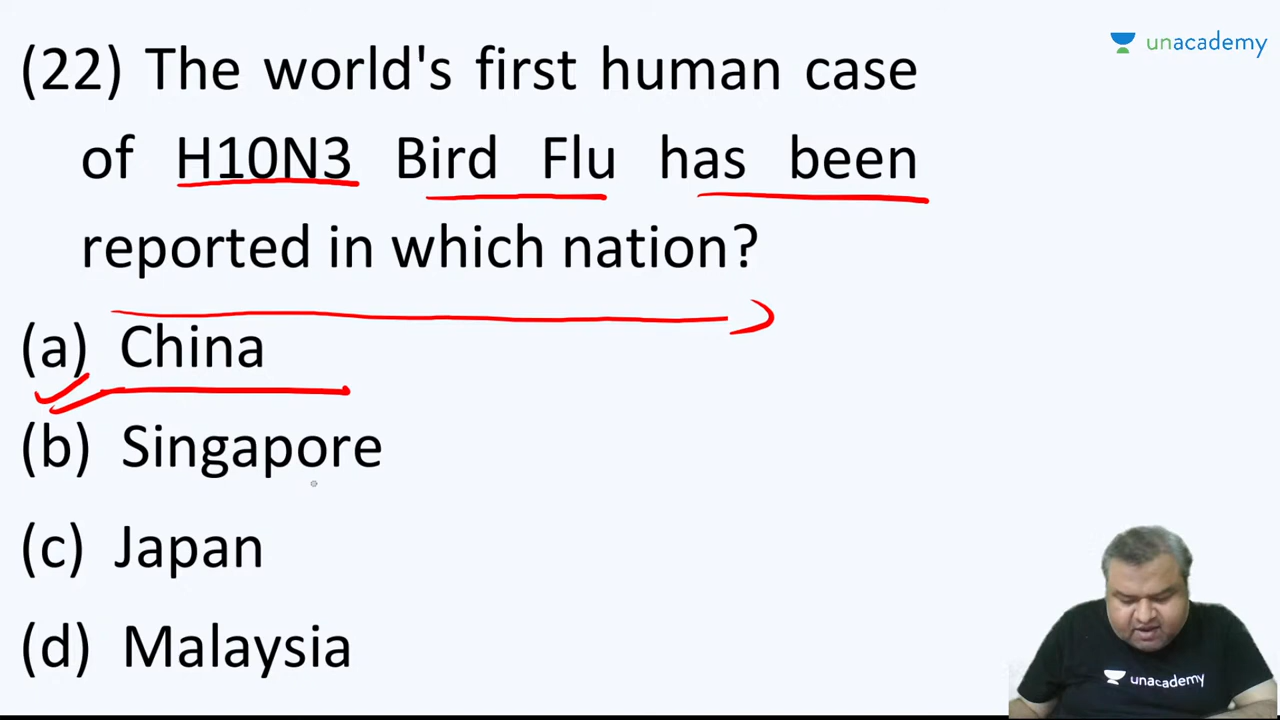 (22) The world's first human case
of H10N3 Bird Flu has been
reported in which nation?
(a) China
(b) Singapore
(c) Japan
(d) Malaysia
unacademy
unacademy